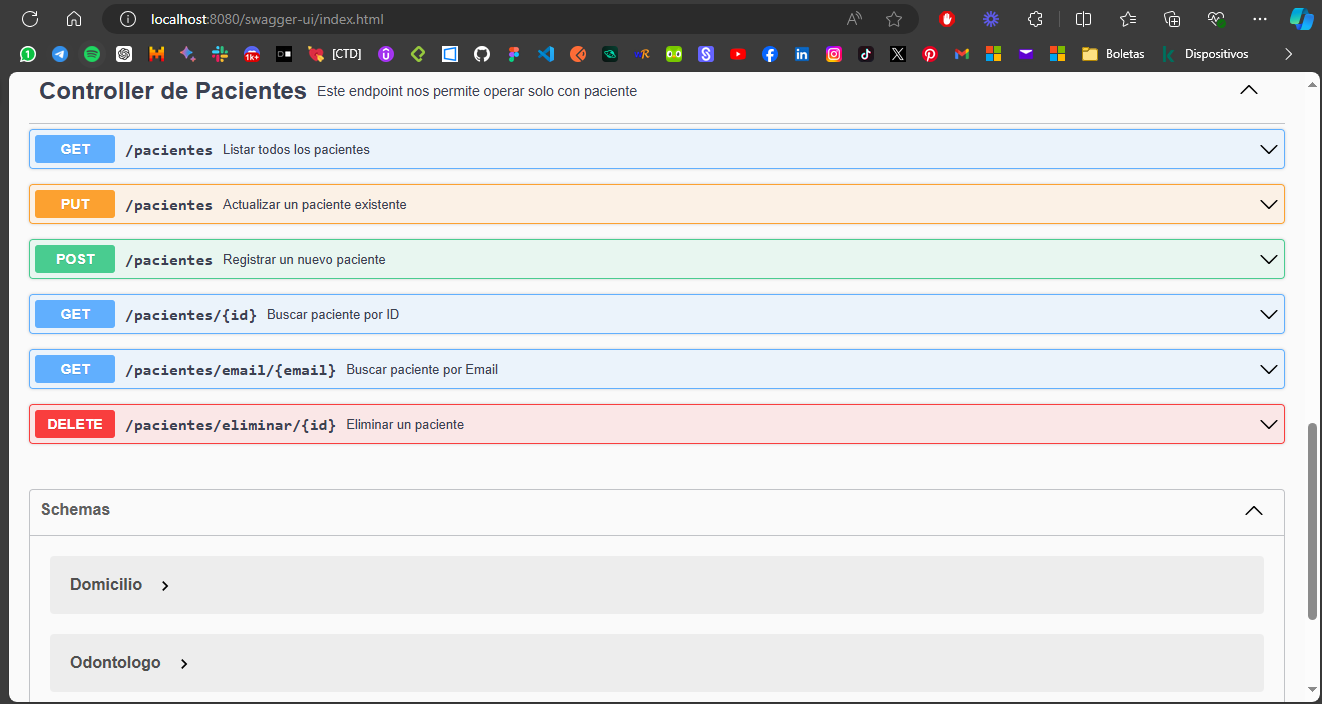 localhost:8080/swagger-ui/index.html
1k+
[CTD]
Boletas
Dispositivos
Controller de Pacientes Este endpoint nos permite operar solo con paciente
GET /pacientes Listar todos los pacientes
PUT /pacientes Actualizar un paciente existente
POST /pacientes Registrar un nuevo paciente
GET /pacientes/{id} Buscar paciente por ID
GET /pacientes/email/{email} Buscar paciente por Email
DELETE /pacientes/eliminar/{id} Eliminar un paciente
Schemas
Domicilio
Odontologo